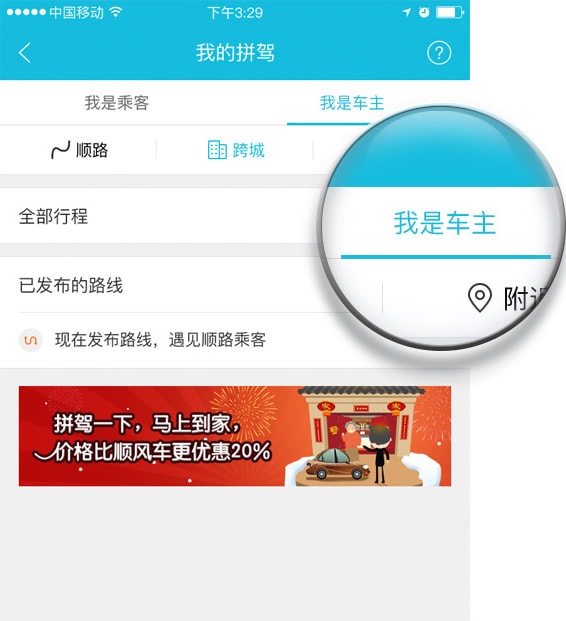 中国移动 下午3:29
我的拼驾 ?
我是乘客 我是车主
顺路 跨城
全部行程
我是车主
已发布的路线
附近
现在发布路线，遇见顺路乘客
拼驾一下，马上到家，
价格比顺风车更优惠20%